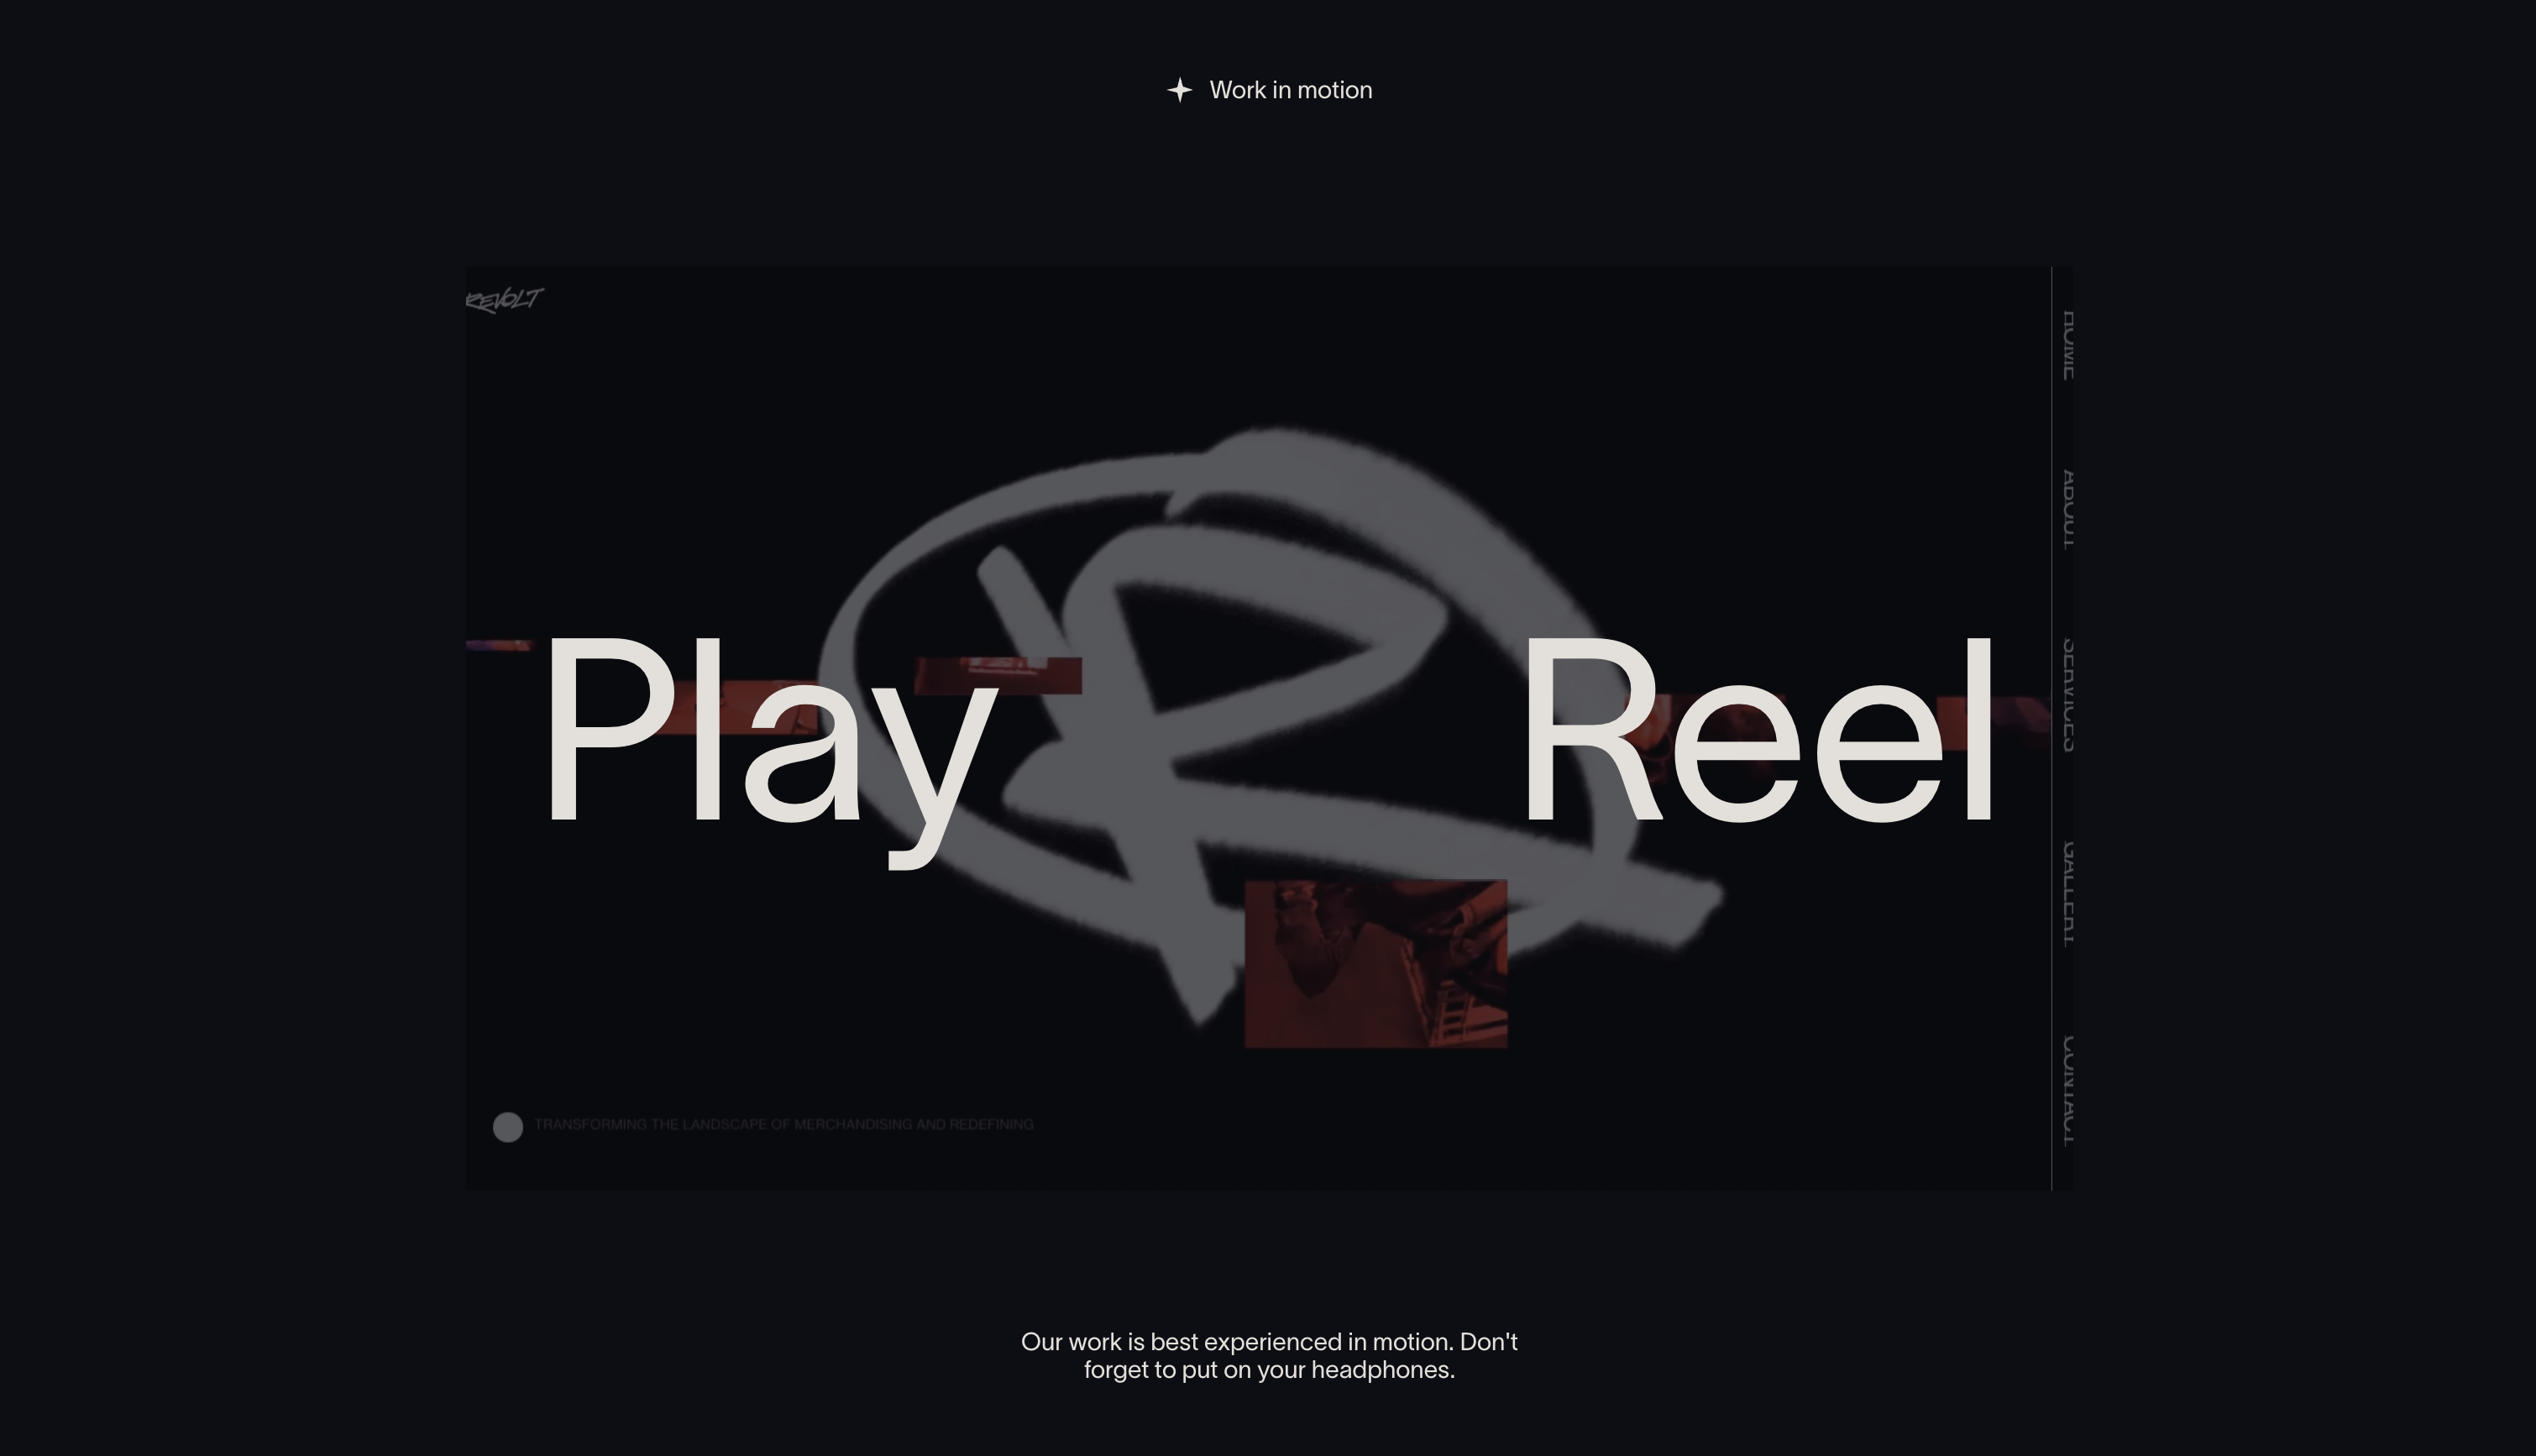 Work in motion
REVOLT
HOME
ABOUT
Play Reel
SERVICES
GALLERY
CONTACT
TRANSFORMING THE LANDSCAPE OF MERCHANDISING AND REDEFINING
Our work is best experienced in motion. Don't
forget to put on your headphones.